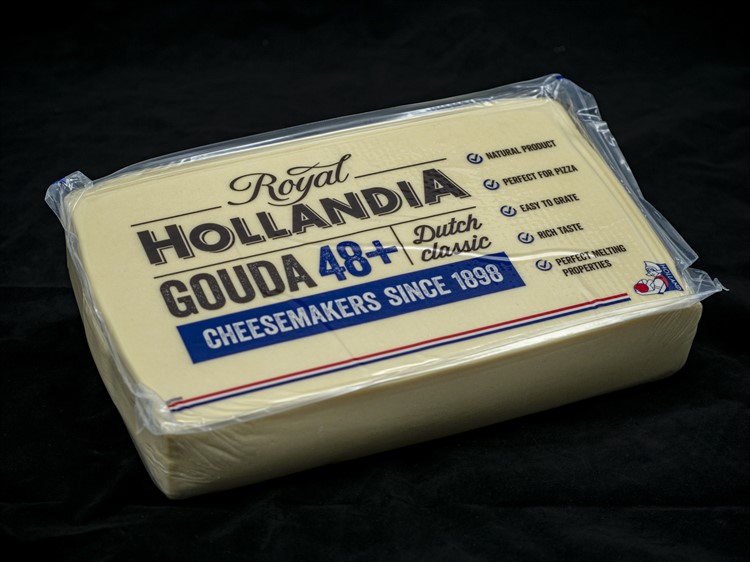 Royal
HOLLANDIA
GOUDA 48+
Dutch
classic
CHEESEMAKERS SINCE 1898
NATURAL PRODUCT
PERFECT FOR PIZZA
EASY TO GRATE
RICH TASTE
PERFECT MELTING
PROPERTIES
HOLLAND